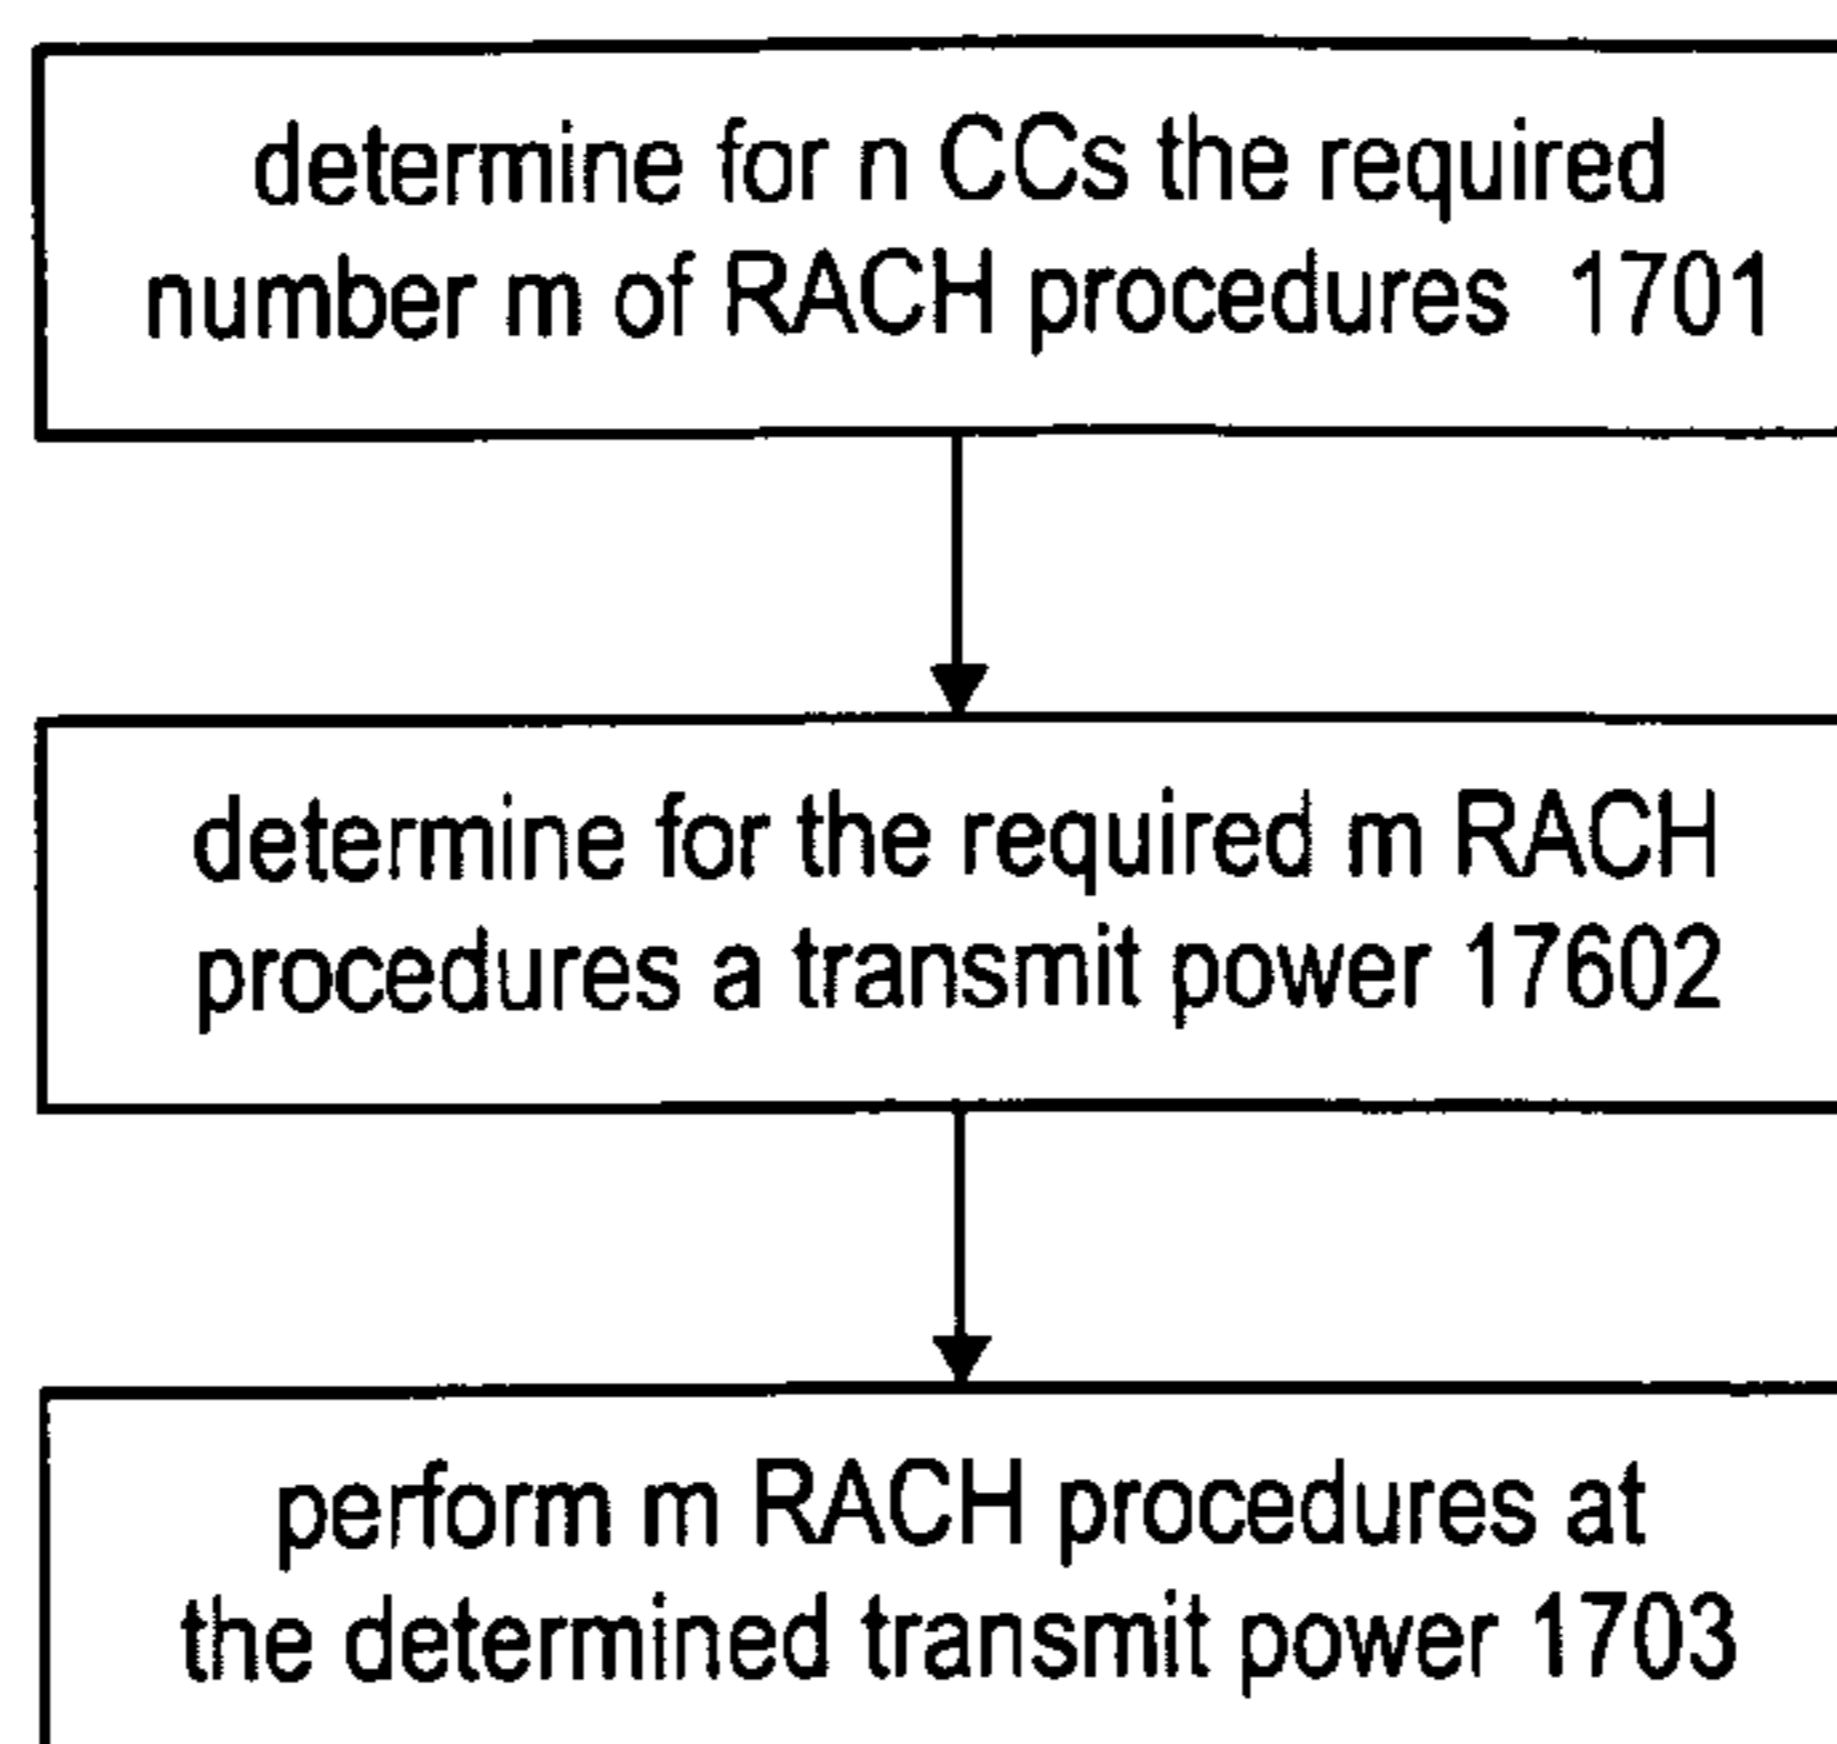 determine for n CCs the required
number m of RACH procedures 1701
determine for the required m RACH
procedures a transmit power 17602
perform m RACH procedures at
the determined transmit power 1703